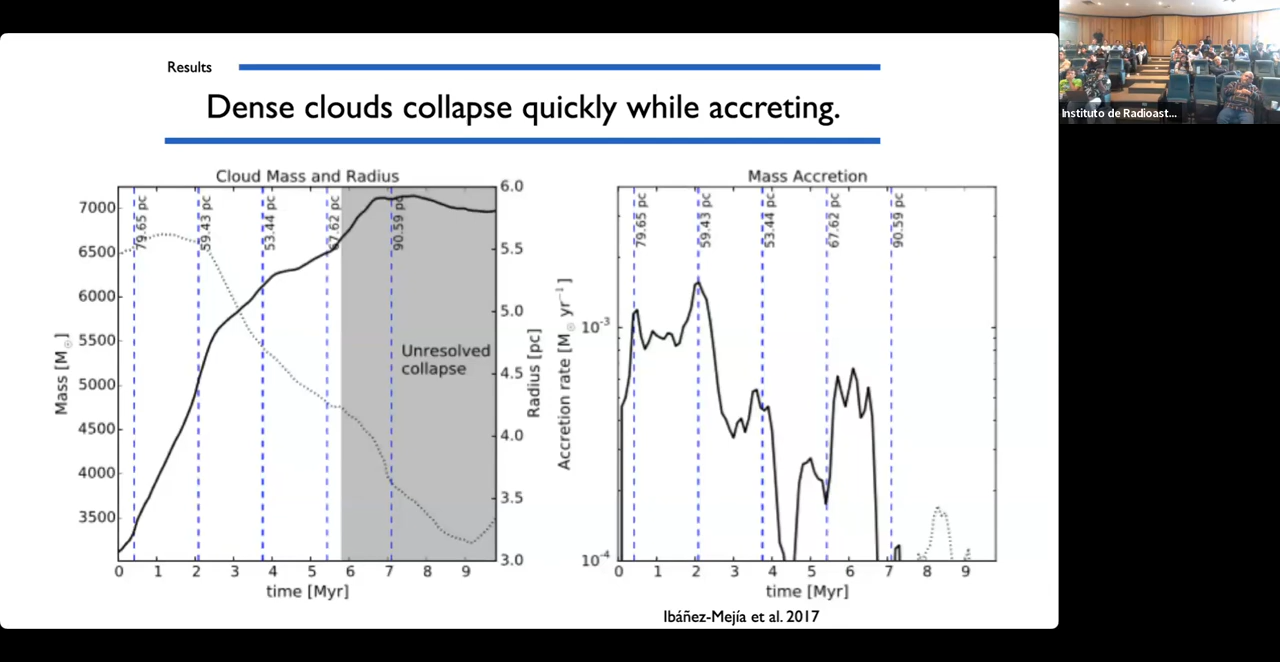 Results
Dense clouds collapse quickly while accreting.
Cloud Mass and Radius
Mass [M☉]
7000
6500
6000
5500
5000
4500
4000
3500
79.65 pc
59.43 pc
53.44 pc
67.62 pc
90.59 pc
Unresolved
collapse
6.0
5.5
5.0
4.5
4.0
3.5
3.0
Radius [pc]
0 1 2 3 4 5 6 7 8 9
time [Myr]
Mass Accretion
Accretion rate [M☉ yr⁻¹]
10⁻³
10⁻⁴
79.65 pc
59.43 pc
53.44 pc
67.62 pc
90.59 pc
0 1 2 3 4 5 6 7 8 9
time [Myr]
Ibáñez-Mejía et al. 2017
Instituto de Radioast...